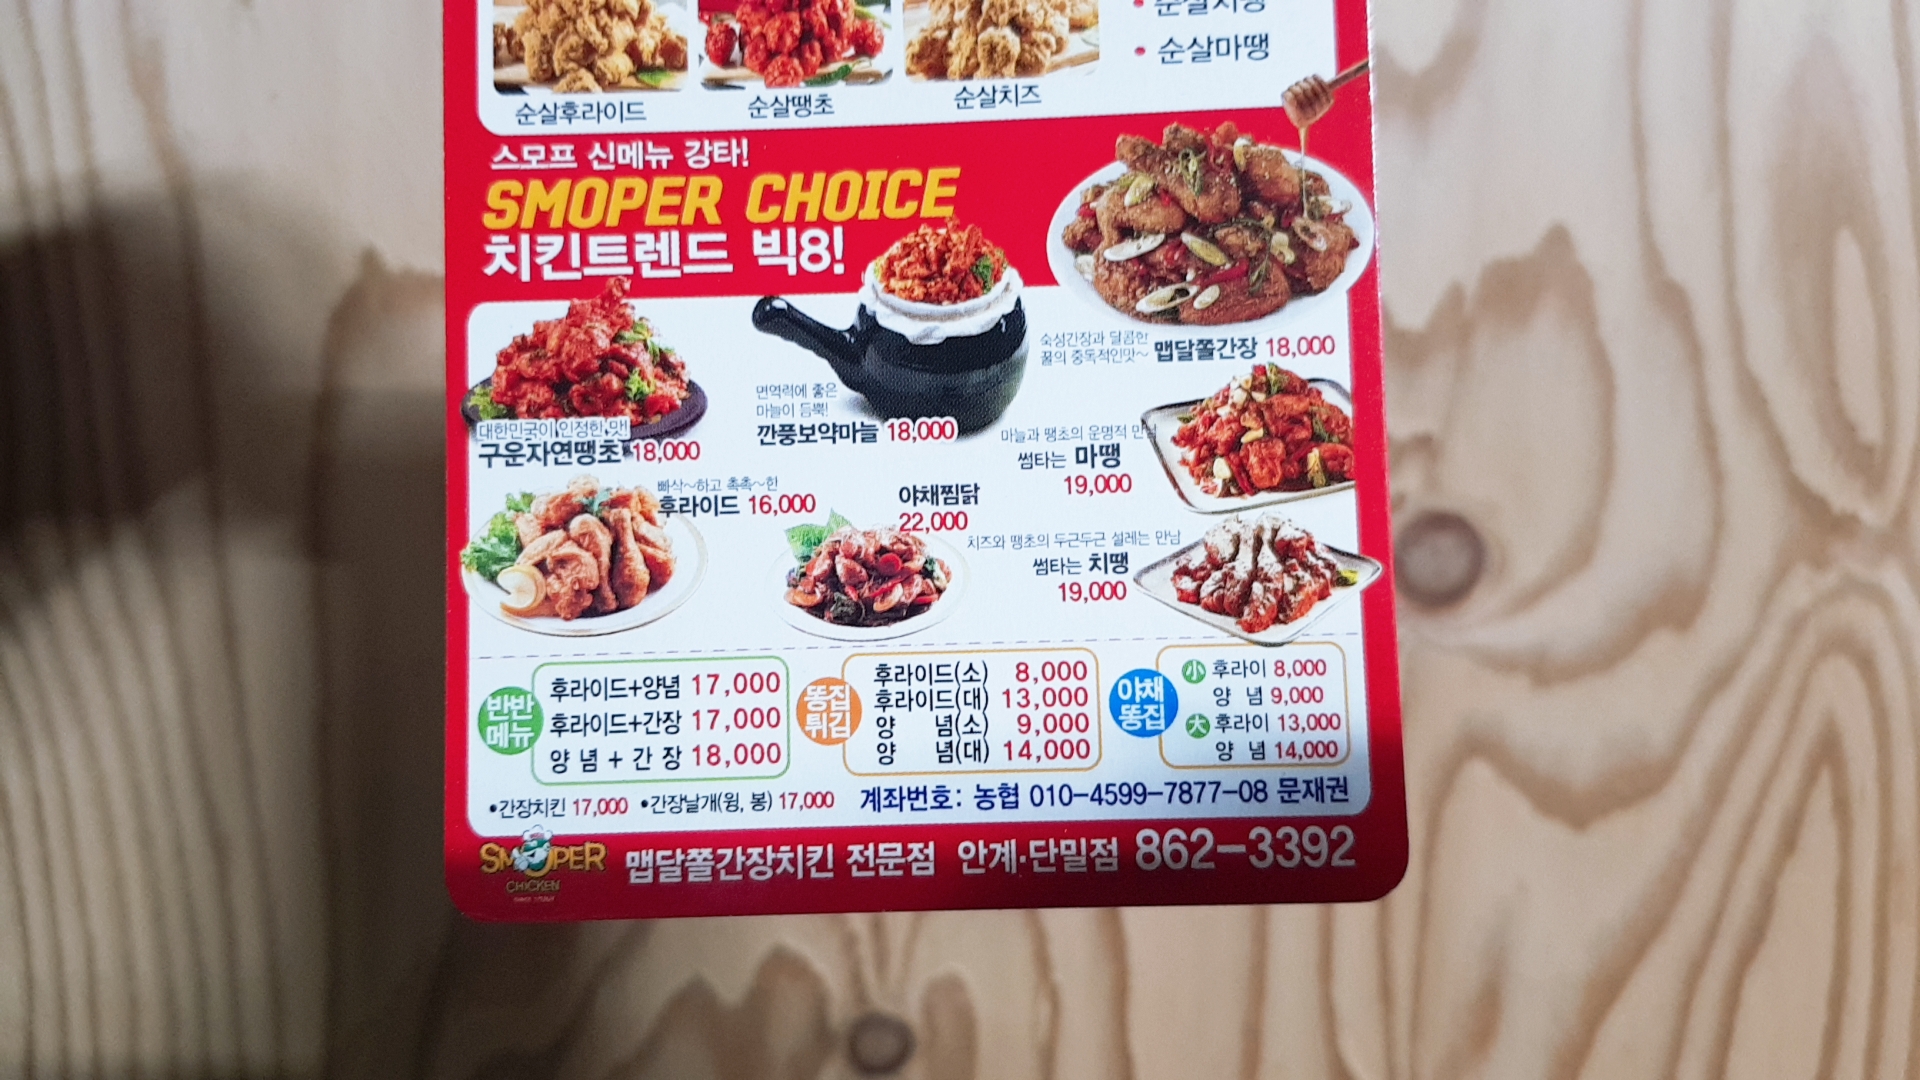 순살치땡
• 순살마땡
순살후라이드
순살땡초
순살치즈
스모프 신메뉴 강타!
SMOPER CHOICE
치킨트렌드 빅8!
숙성간장과 달콤한
꿀의 중독적인맛~
맵달쫄간장 18,000
면역력에 좋은
마늘이 듬뿍!
깐풍보약마늘 18,000
대한민국이 인정한 맛!
구운자연땡초 18,000
마늘과 땡초의 운명적 만남
썸타는 마땡
19,000
빠삭~하고 촉촉~한
후라이드 16,000
야채찜닭
22,000
치즈와 땡초의 두근두근 설레는 만남
썸타는 치땡
19,000
반반
메뉴
후라이드+양념 17,000
후라이드+간장 17,000
양 념 + 간 장 18,000
똥집
튀김
후라이드(소) 8,000
후라이드(대) 13,000
양 념(소) 9,000
양 념(대) 14,000
야채
똥집
小 후라이 8,000
양 념 9,000
大 후라이 13,000
양 념 14,000
•간장치킨 17,000 •간장날개(윙, 봉) 17,000
계좌번호: 농협 010-4599-7877-08 문재권
SMOPER
CHICKEN
맵달쫄간장치킨 전문점 안계·단밀점 862-3392